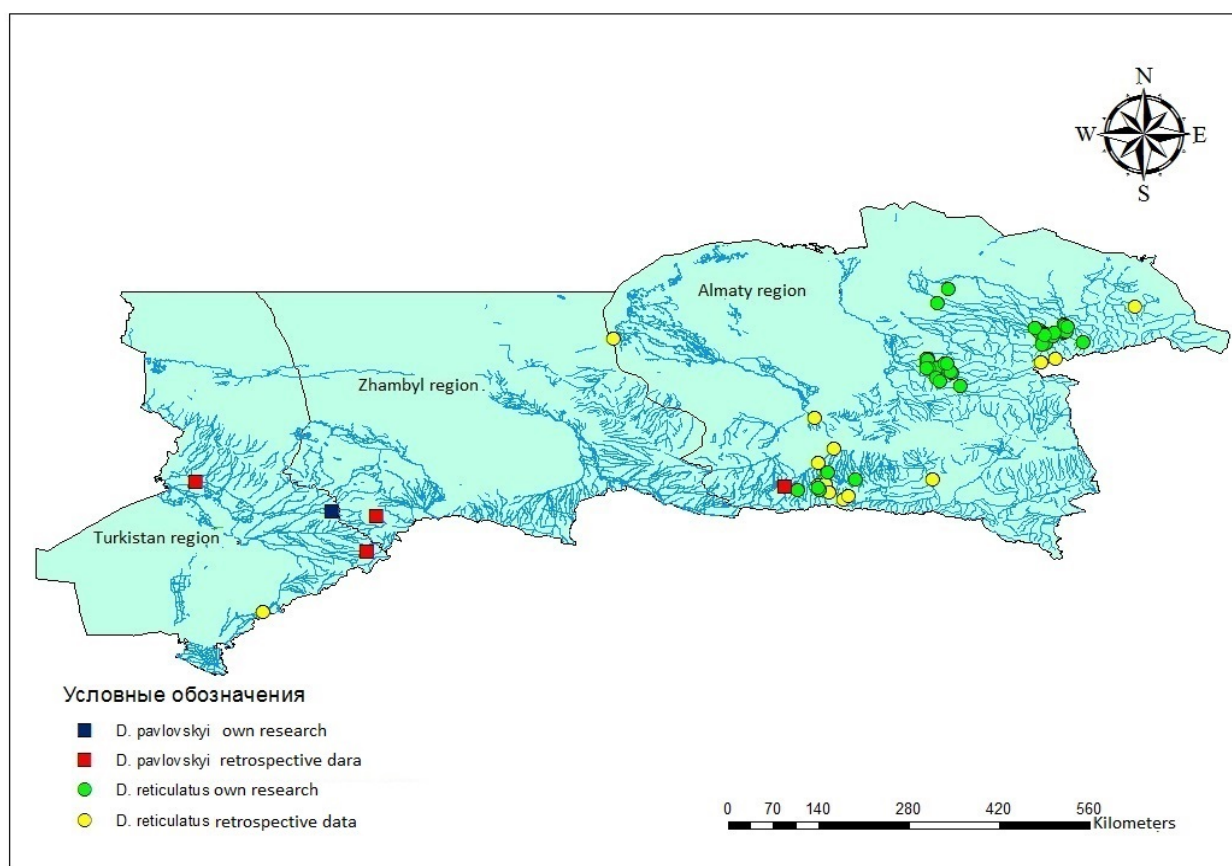 N
W E
S
Almaty region
Zhambyl region
Turkistan region
Условные обозначения
D. pavlovskyi own research
D. pavlovskyi retrospective dara
D. reticulatus own research
D. reticulatus retrospective data
0 70 140 280 420 560
Kilometers